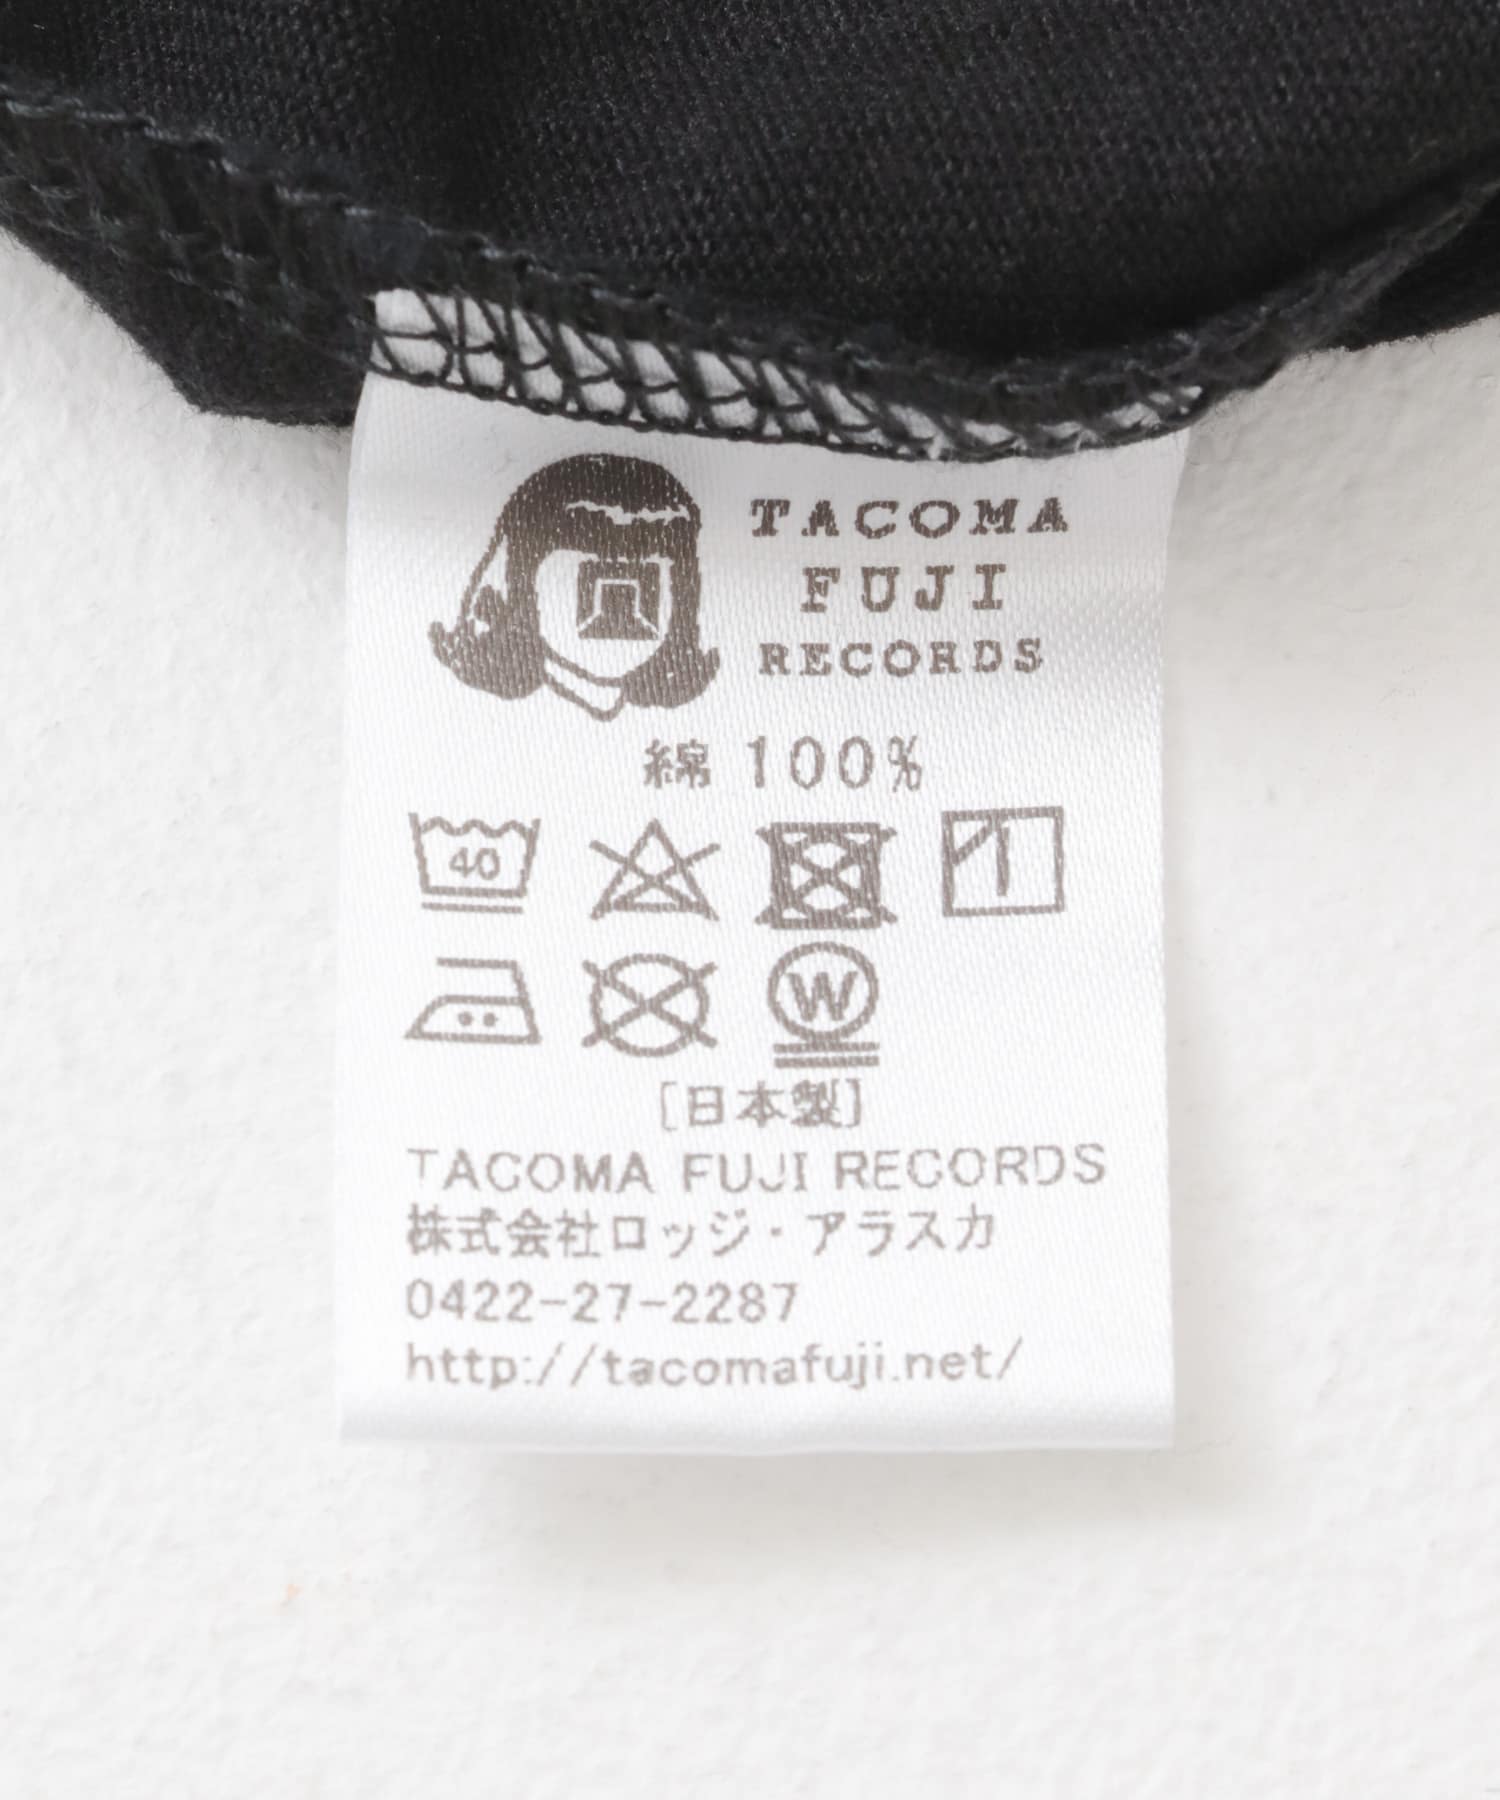 TACOMA
FUJI
RECORDS
綿 100%
40
W
[日本製]
TACOMA FUJI RECORDS
株式会社ロッジ・アラスカ
0422-27-2287
http://tacomafuji.net/